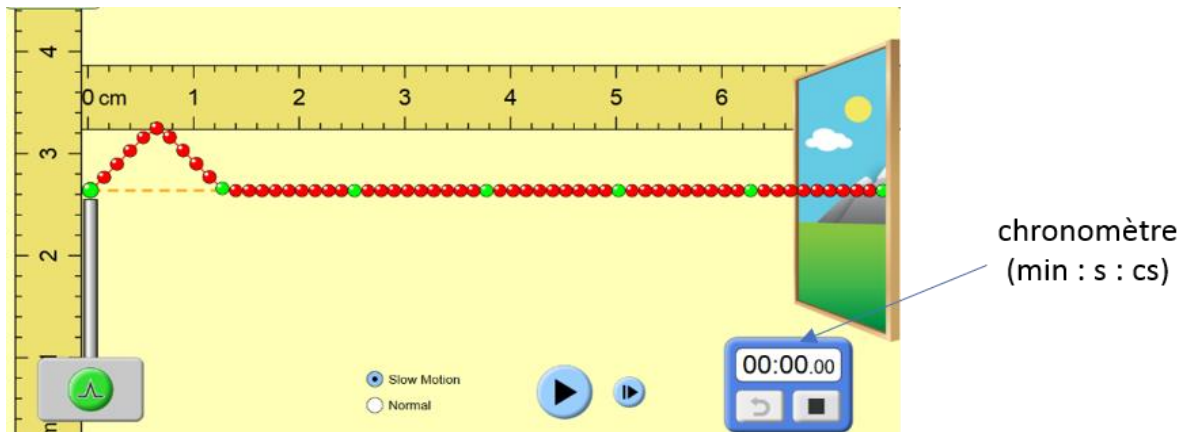 4
3
2
1
0 cm 1 2 3 4 5 6
chronomètre
(min : s : cs)
Slow Motion
Normal
00:00.00